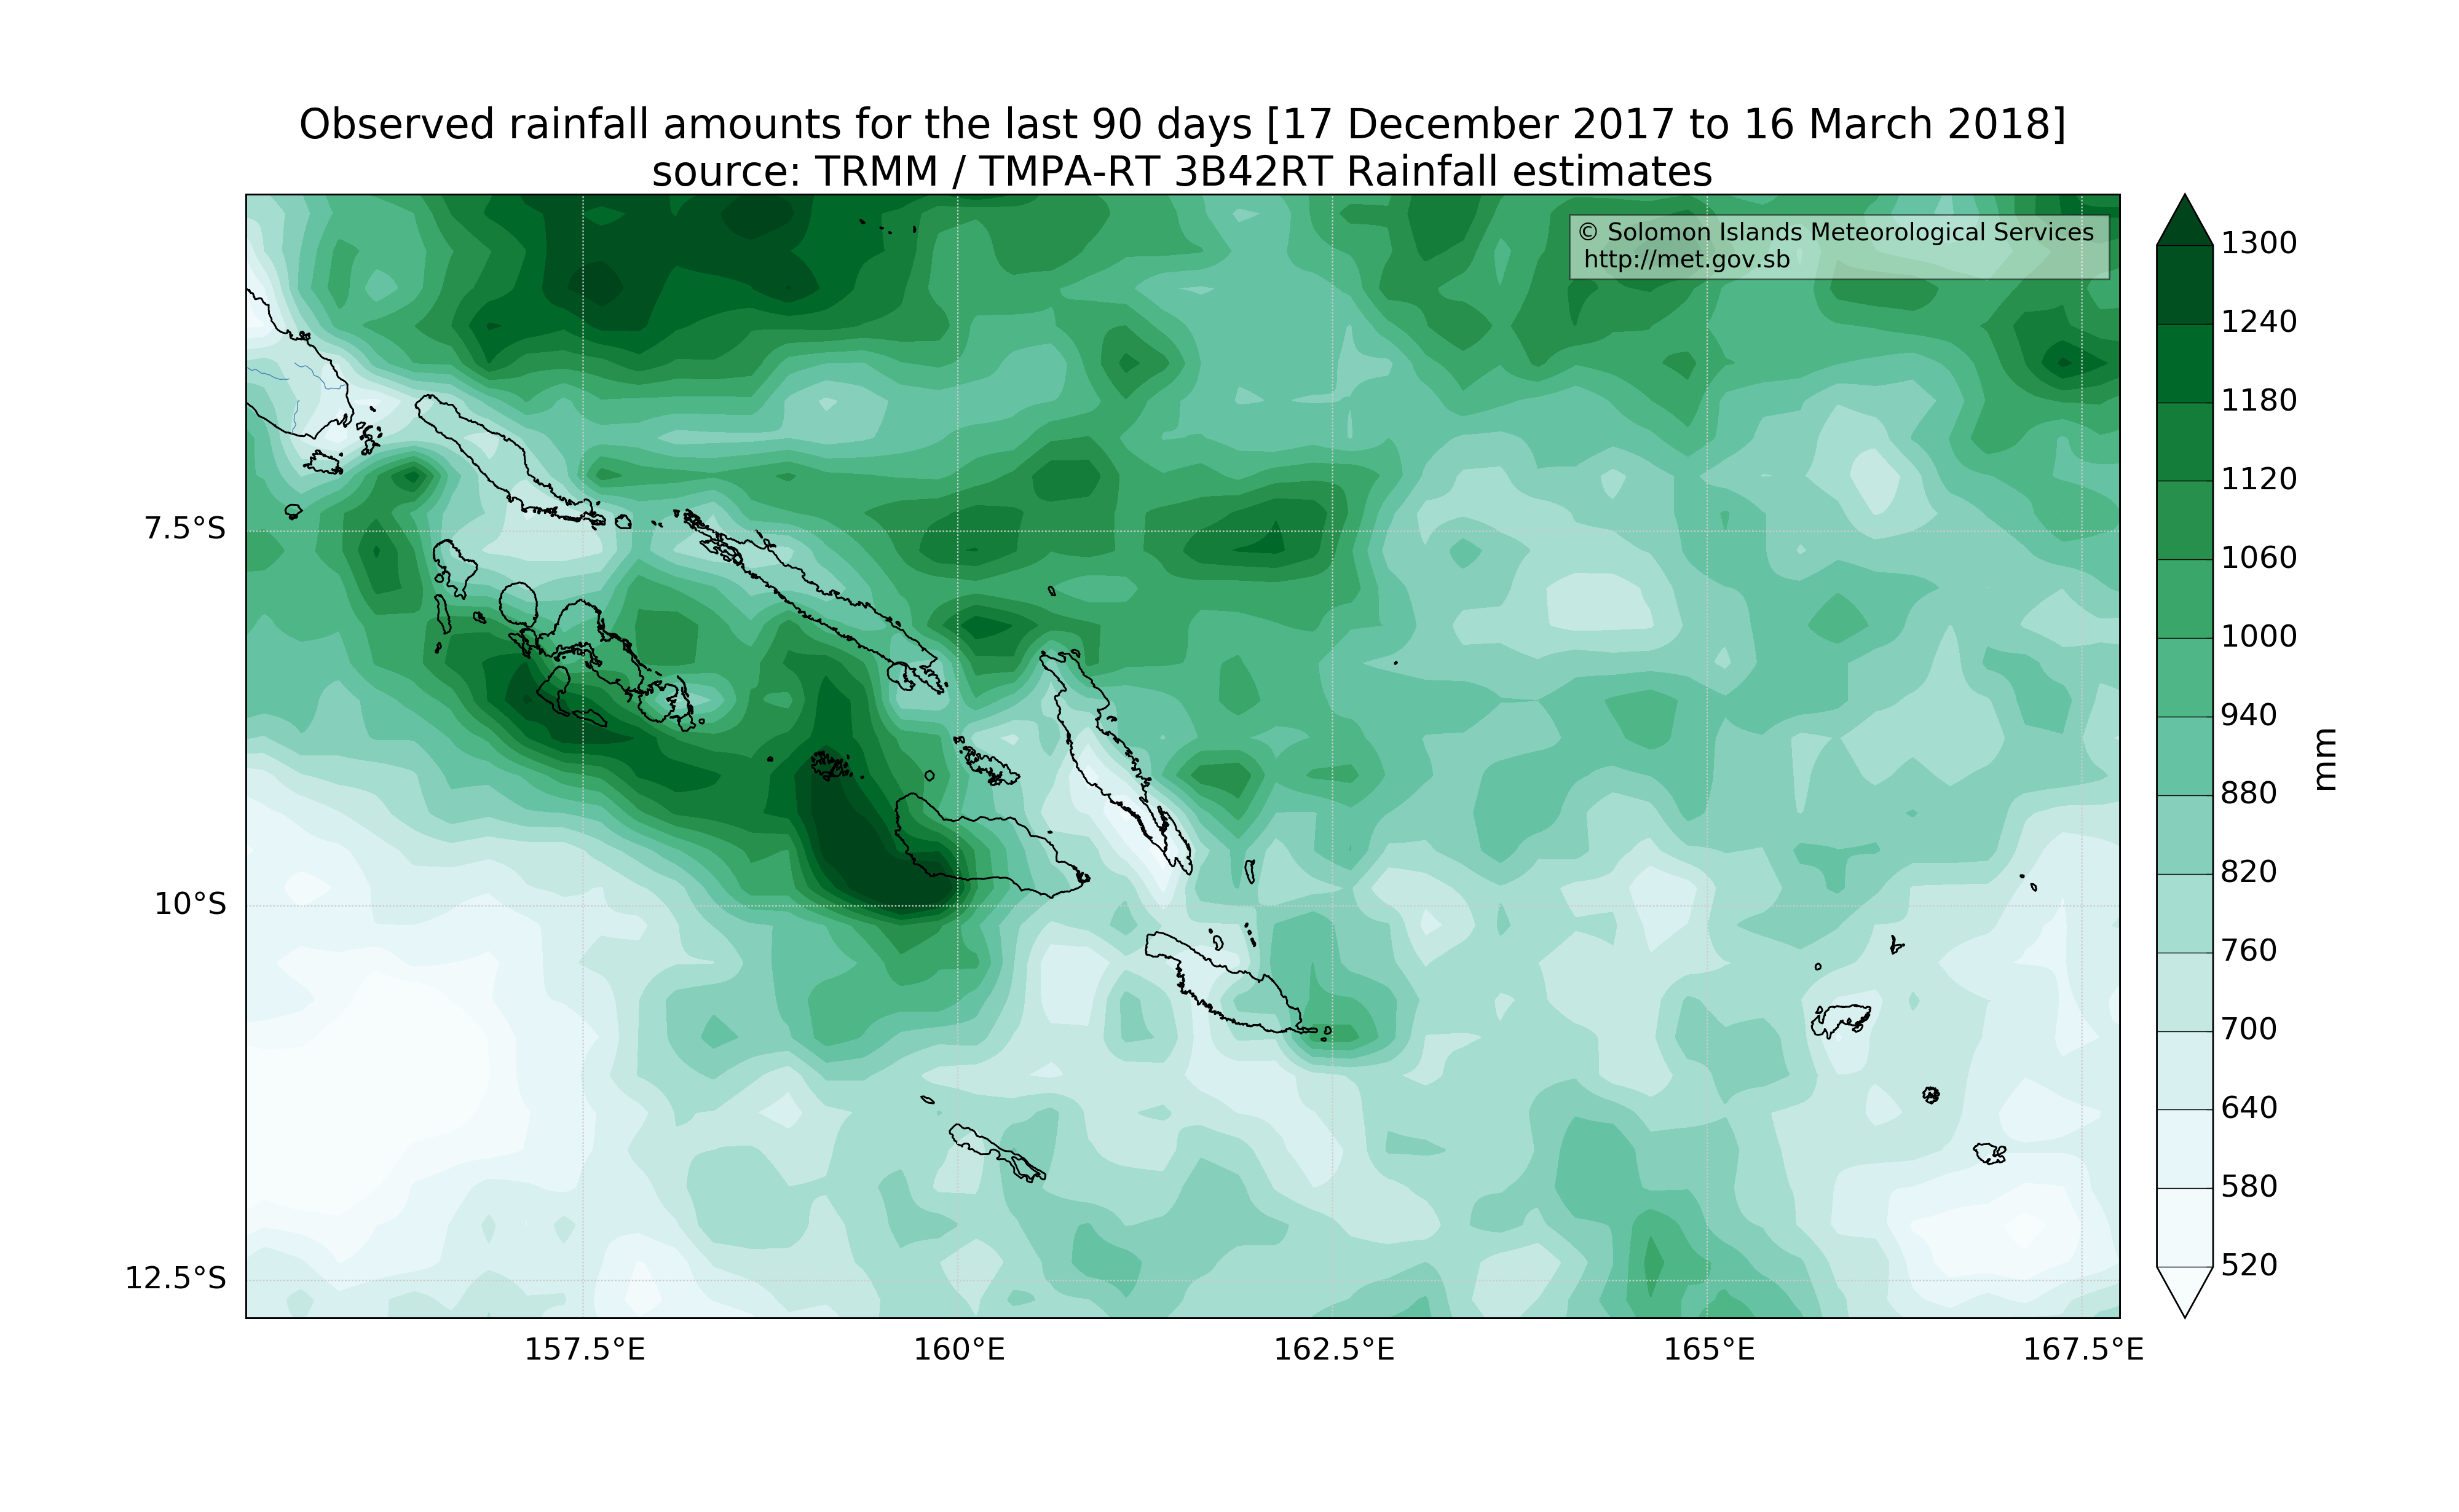 Observed rainfall amounts for the last 90 days [17 December 2017 to 16 March 2018]
source: TRMM / TMPA-RT 3B42RT Rainfall estimates
© Solomon Islands Meteorological Services
http://met.gov.sb
7.5°S
10°S
12.5°S
157.5°E
160°E
162.5°E
165°E
167.5°E
1300
1240
1180
1120
1060
1000
940
880
820
760
700
640
580
520
mm